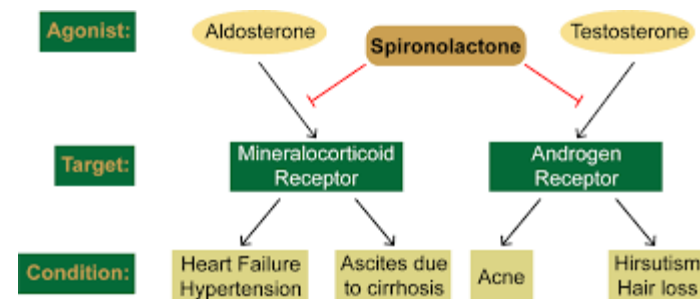 Agonist:
Aldosterone
Spironolactone
Testosterone
Target:
Mineralocorticoid
Receptor
Androgen
Receptor
Condition:
Heart Failure
Hypertension
Ascites due
to cirrhosis
Acne
Hirsutism
Hair loss